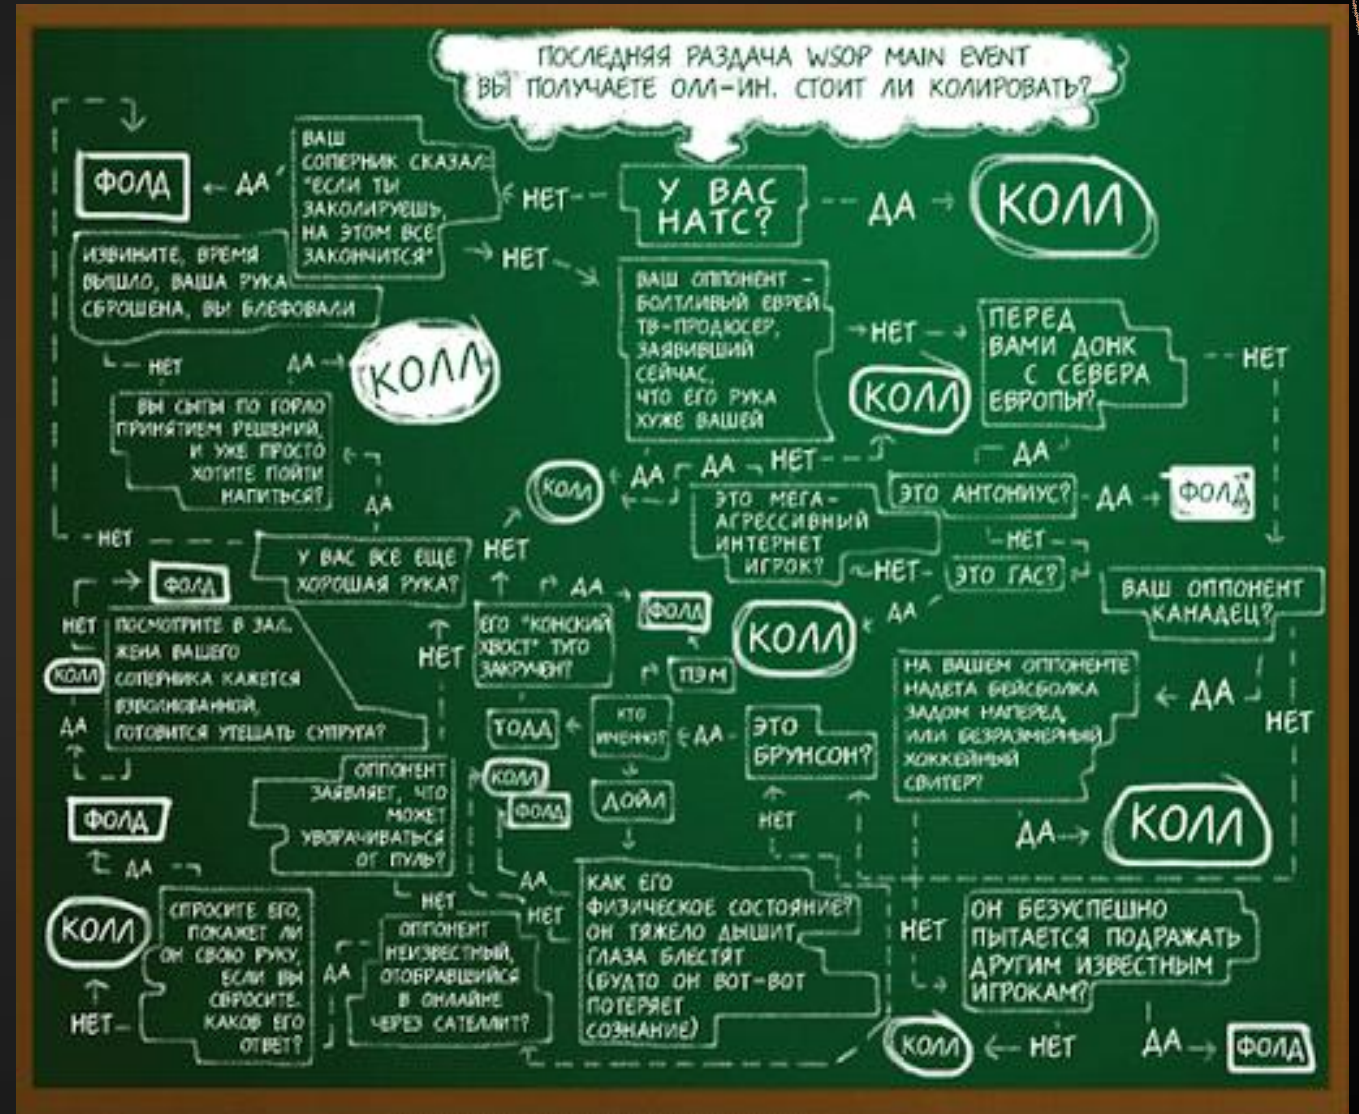 ПОСЛЕДНЯЯ РАЗДАЧА WSOP MAIN EVENT
ВЫ ПОЛУЧАЕТЕ ОЛЛ-ИН. СТОИТ ЛИ КОЛИРОВАТЬ?
У ВАС
НАТС?
ДА
КОЛЛ
НЕТ
ВАШ
СОПЕРНИК СКАЗАЛ:
"ЕСЛИ ТЫ
ЗАКОЛИРУЕШЬ,
НА ЭТОМ ВСЕ
ЗАКОНЧИТСЯ"
ДА
ФОЛД
НЕТ
ИЗВИНИТЕ, ВРЕМЯ
ВЫШЛО, ВАША РУКА
СБРОШЕНА, ВЫ БЛЕФОВАЛИ
ВАШ ОППОНЕНТ -
БОЛТЛИВЫЙ ЕВРЕЙ
ТВ-ПРОДЮСЕР,
ЗАЯВИВШИЙ
СЕЙЧАС,
ЧТО ЕГО РУКА
ХУЖЕ ВАШЕЙ
НЕТ
ПЕРЕД
ВАМИ ДОНК
С СЕВЕРА
ЕВРОПЫ?
НЕТ
КОЛЛ
НЕТ
ДА
КОЛЛ
ВЫ СЫТЫ ПО ГОРЛО
ПРИНЯТИЕМ РЕШЕНИЙ,
И УЖЕ ПРОСТО
ХОТИТЕ ПОЙТИ
НАПИТЬСЯ?
ДА
КОЛЛ
ДА
ДА
НЕТ
ДА
ЭТО МЕГА-
АГРЕССИВНЫЙ
ИНТЕРНЕТ
ИГРОК?
ЭТО АНТОНИУС?
ДА
ФОЛД
НЕТ
НЕТ
ЭТО ГАС?
ДА
КОЛЛ
НЕТ
У ВАС ВСЕ ЕЩЕ
ХОРОШАЯ РУКА?
НЕТ
НЕТ
ДА
ФОЛД
ЕГО "КОНСКИЙ
ХВОСТ" ТУГО
ЗАКРУЧЕН?
ВАШ ОППОНЕНТ
КАНАДЕЦ?
ДА
НЕТ
НА ВАШЕМ ОППОНЕНТЕ
НАДЕТА БЕЙСБОЛКА
ЗАДОМ НАПЕРЕД,
ИЛИ БЕЗРАЗМЕРНЫЙ
ХОККЕЙНЫЙ
СВИТЕР?
ДА
КОЛЛ
НЕТ
ФОЛД
НЕТ
КОЛЛ
ДА
ПОСМОТРИТЕ В ЗАЛ.
ЖЕНА ВАШЕГО
СОПЕРНИКА КАЖЕТСЯ
ВЗВОЛНОВАННОЙ,
ГОТОВИТСЯ УТЕШАТЬ СУПРУГА?
ПЭМ
ТОДД
КТО
ИМЕННО?
ДА
ЭТО
БРУНСОН?
НЕТ
ДОЙЛ
КОЛЛ
ФОЛД
ОППОНЕНТ
ЗАЯВЛЯЕТ, ЧТО
МОЖЕТ
УВОРАЧИВАТЬСЯ
ОТ ПУЛЬ?
НЕТ
ФОЛД
ДА
КОЛЛ
НЕТ
СПРОСИТЕ ЕГО,
ПОКАЖЕТ ЛИ
ОН СВОЮ РУКУ,
ЕСЛИ ВЫ
СБРОСИТЕ.
КАКОВ ЕГО
ОТВЕТ?
ДА
ОППОНЕНТ
НЕИЗВЕСТНЫЙ,
ОТОБРАВШИЙСЯ
В ОНЛАЙНЕ
ЧЕРЕЗ САТЕЛЛИТ?
ДА
НЕТ
КАК ЕГО
ФИЗИЧЕСКОЕ СОСТОЯНИЕ?
ОН ТЯЖЕЛО ДЫШИТ,
ГЛАЗА БЛЕСТЯТ
(БУДТО ОН ВОТ-ВОТ
ПОТЕРЯЕТ
СОЗНАНИЕ)
ОН БЕЗУСПЕШНО
ПЫТАЕТСЯ ПОДРАЖАТЬ
ДРУГИМ ИЗВЕСТНЫМ
ИГРОКАМ?
НЕТ
КОЛЛ
ДА
ФОЛД